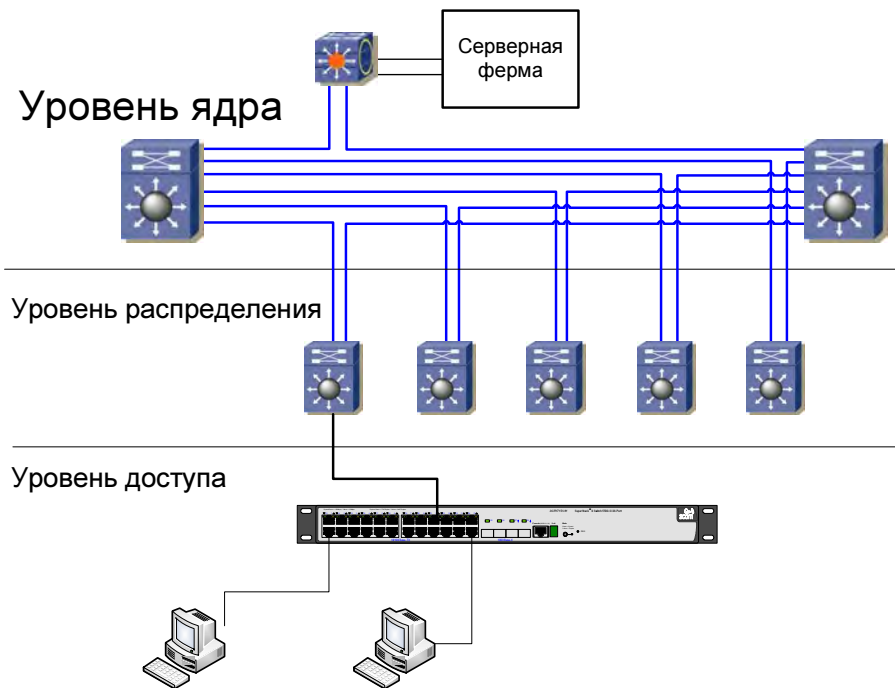 Серверная
ферма
Уровень ядра
Уровень распределения
Уровень доступа